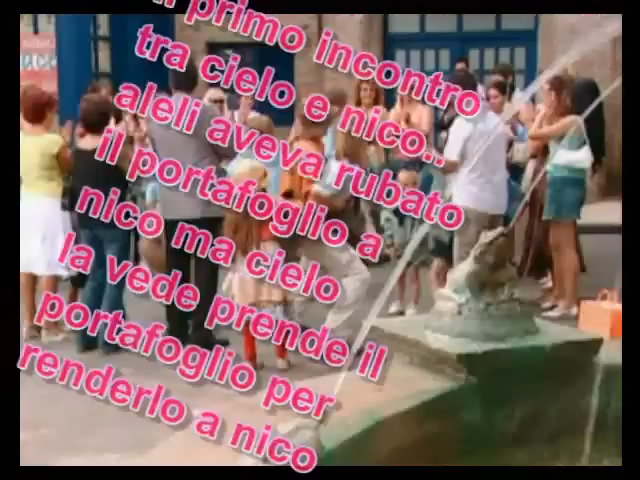 primo incontro
tra cielo e nico..
aleli aveva rubato
il portafoglio a
nico ma cielo
la vede prende il
portafoglio per
renderlo a nico